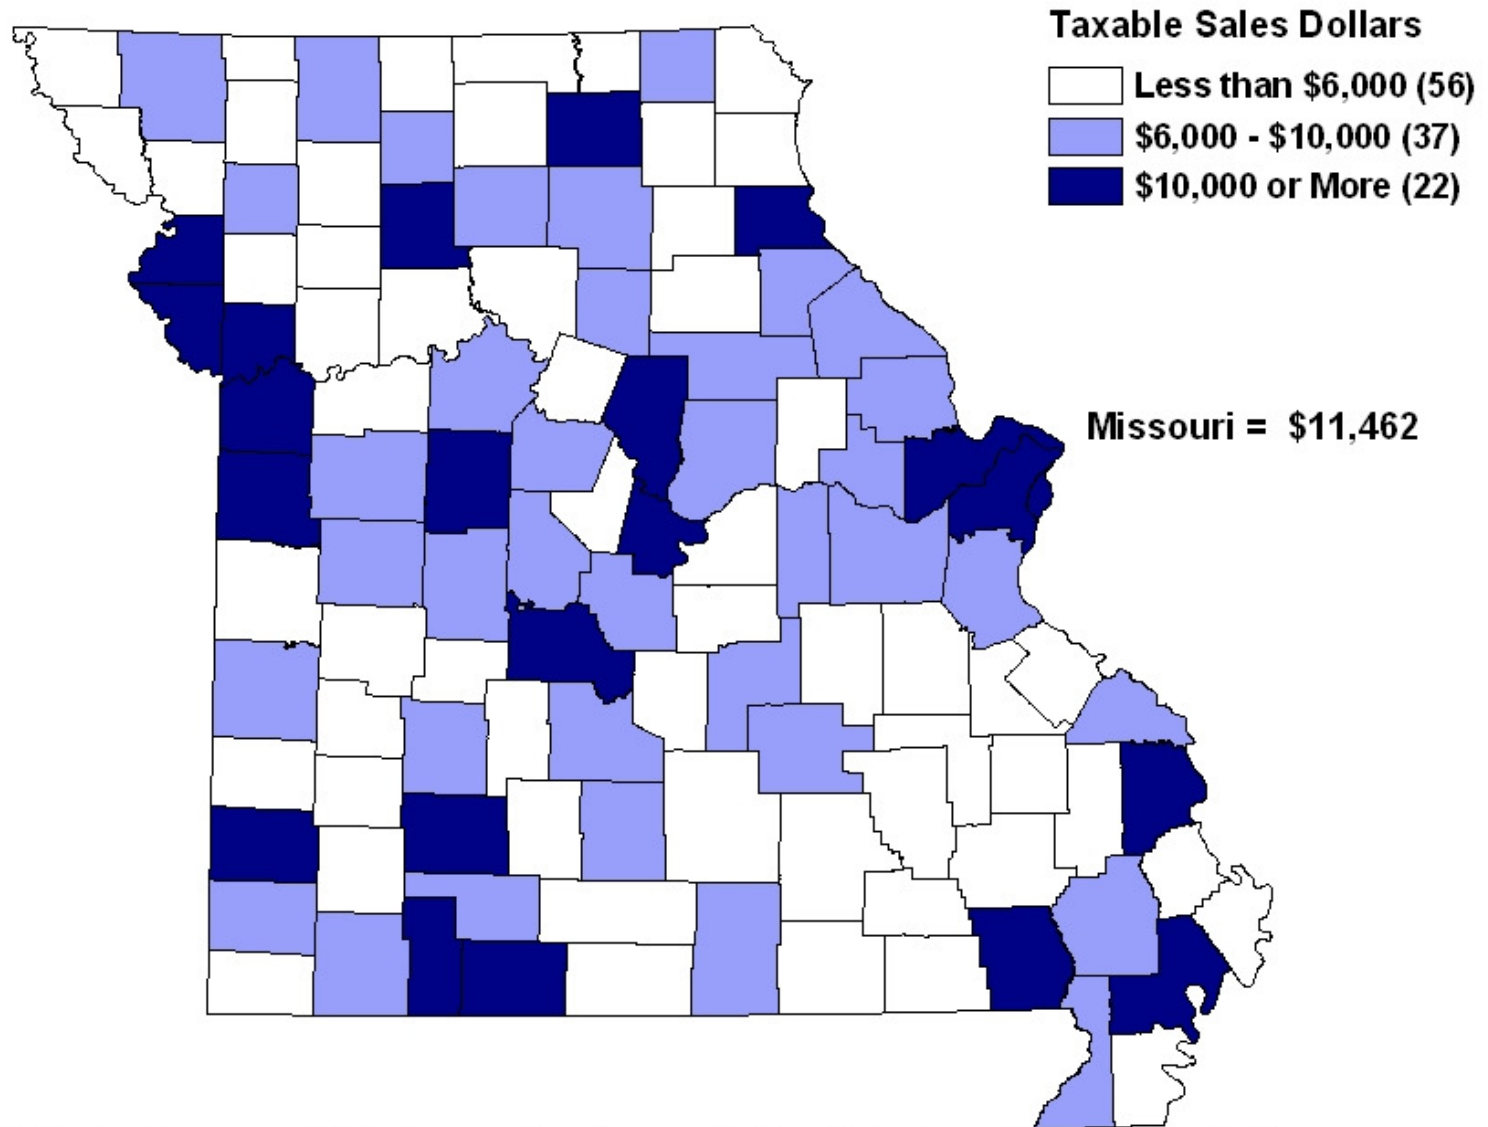 Taxable Sales Dollars
Less than $6,000 (56)
$6,000 - $10,000 (37)
$10,000 or More (22)
Missouri = $11,462